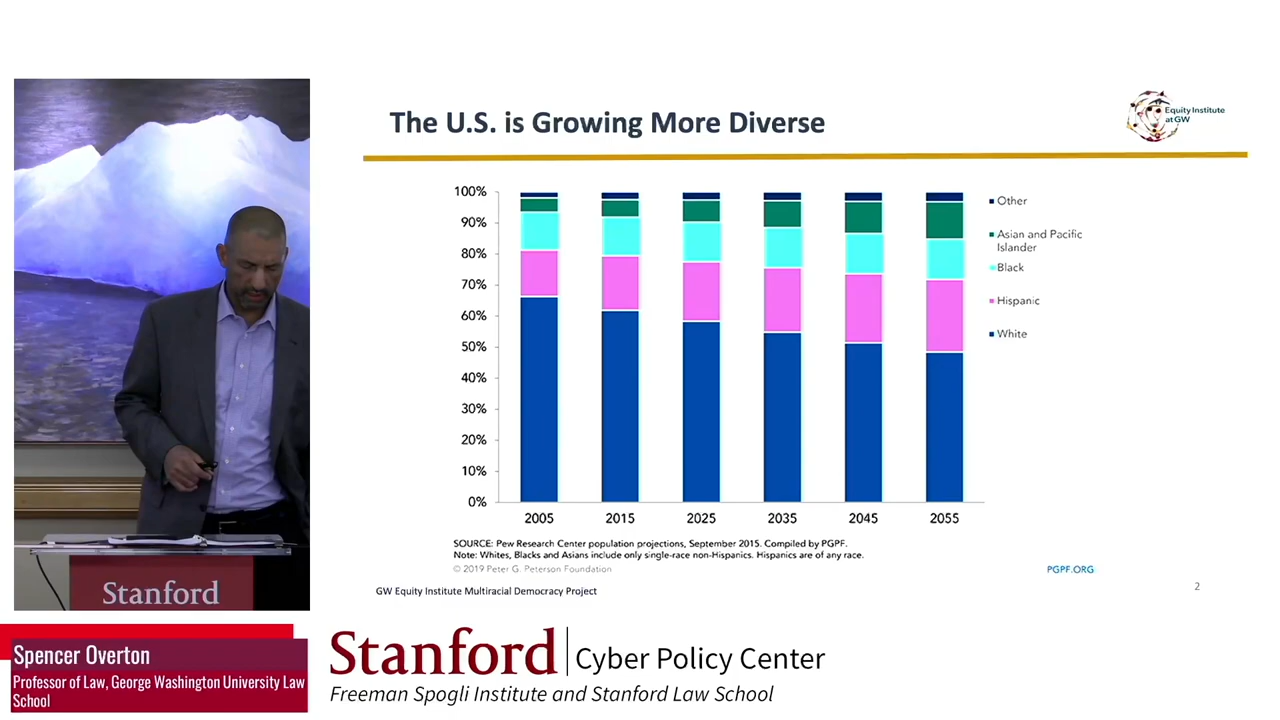 The U.S. is Growing More Diverse
Equity Institute
at GW
100%
90%
80%
70%
60%
50%
40%
30%
20%
10%
0%
2005 2015 2025 2035 2045 2055
Other
Asian and Pacific
Islander
Black
Hispanic
White
SOURCE: Pew Research Center population projections, September 2015. Compiled by PGPF.
Note: Whites, Blacks and Asians include only single-race non-Hispanics. Hispanics are of any race.
© 2019 Peter G. Peterson Foundation
PGPF.ORG
GW Equity Institute Multiracial Democracy Project
2
Stanford
Spencer Overton
Professor of Law, George Washington University Law
School
Stanford Cyber Policy Center
Freeman Spogli Institute and Stanford Law School